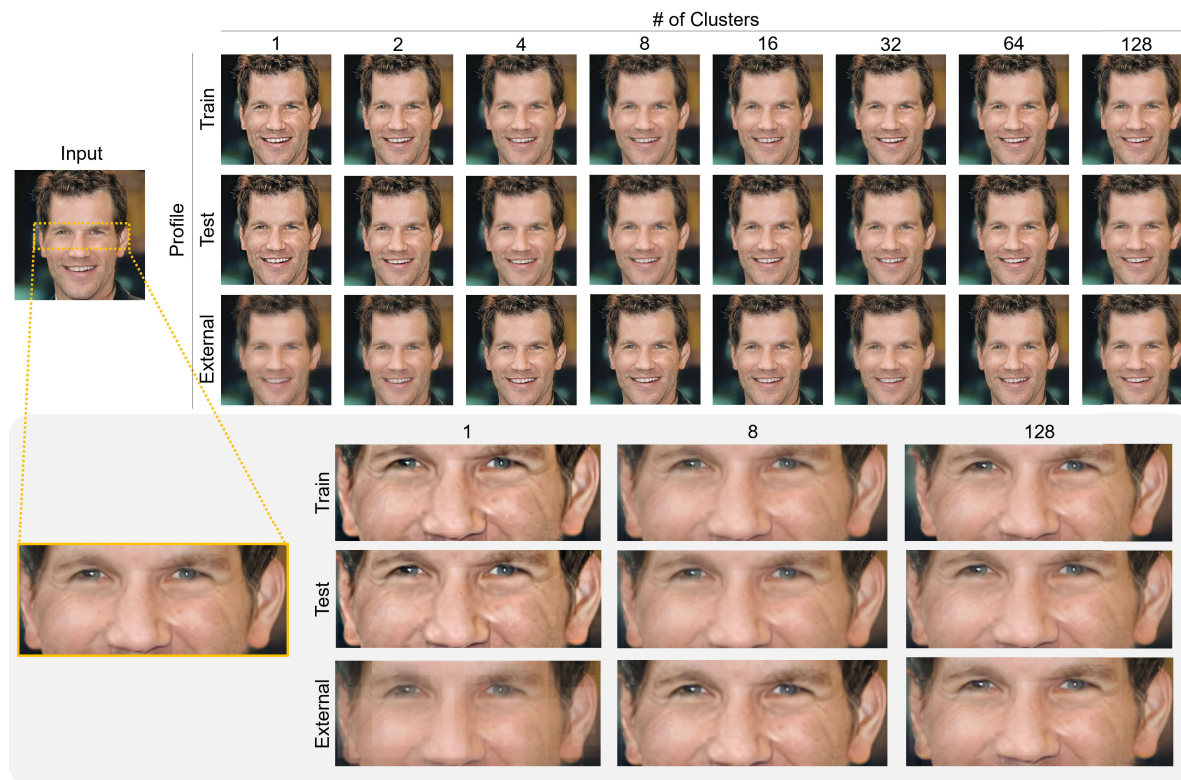 # of Clusters
1 2 4 8 16 32 64 128
Train
Input
Profile
Test
External
1 8 128
Train
Test
External